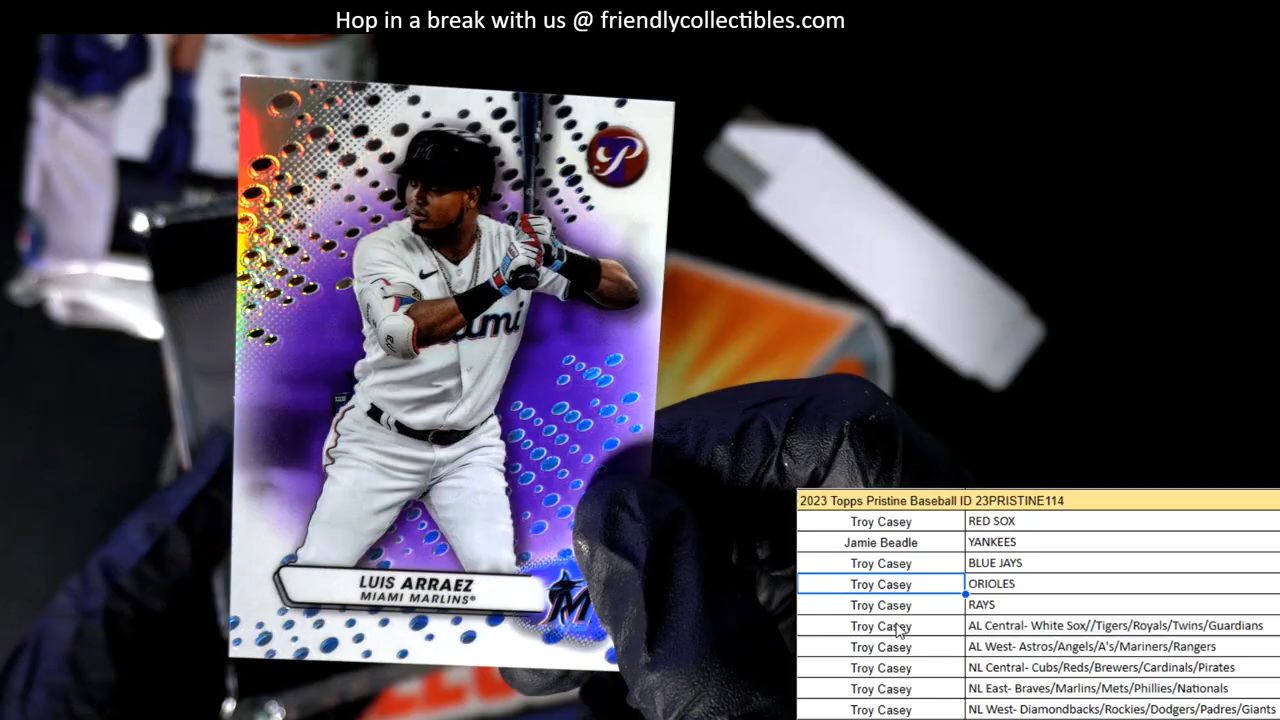 Hop in a break with us @ friendlycollectibles.com
P
M
Miami
LUIS ARRAEZ
MIAMI MARLINS®
M
2023 Topps Pristine Baseball ID 23PRISTINE114
Troy Casey RED SOX
Jamie Beadle YANKEES
Troy Casey BLUE JAYS
Troy Casey ORIOLES
Troy Casey RAYS
Troy Casey AL Central- White Sox//Tigers/Royals/Twins/Guardians
Troy Casey AL West- Astros/Angels/A's/Mariners/Rangers
Troy Casey NL Central- Cubs/Reds/Brewers/Cardinals/Pirates
Troy Casey NL East- Braves/Marlins/Mets/Phillies/Nationals
Troy Casey NL West- Diamondbacks/Rockies/Dodgers/Padres/Giants